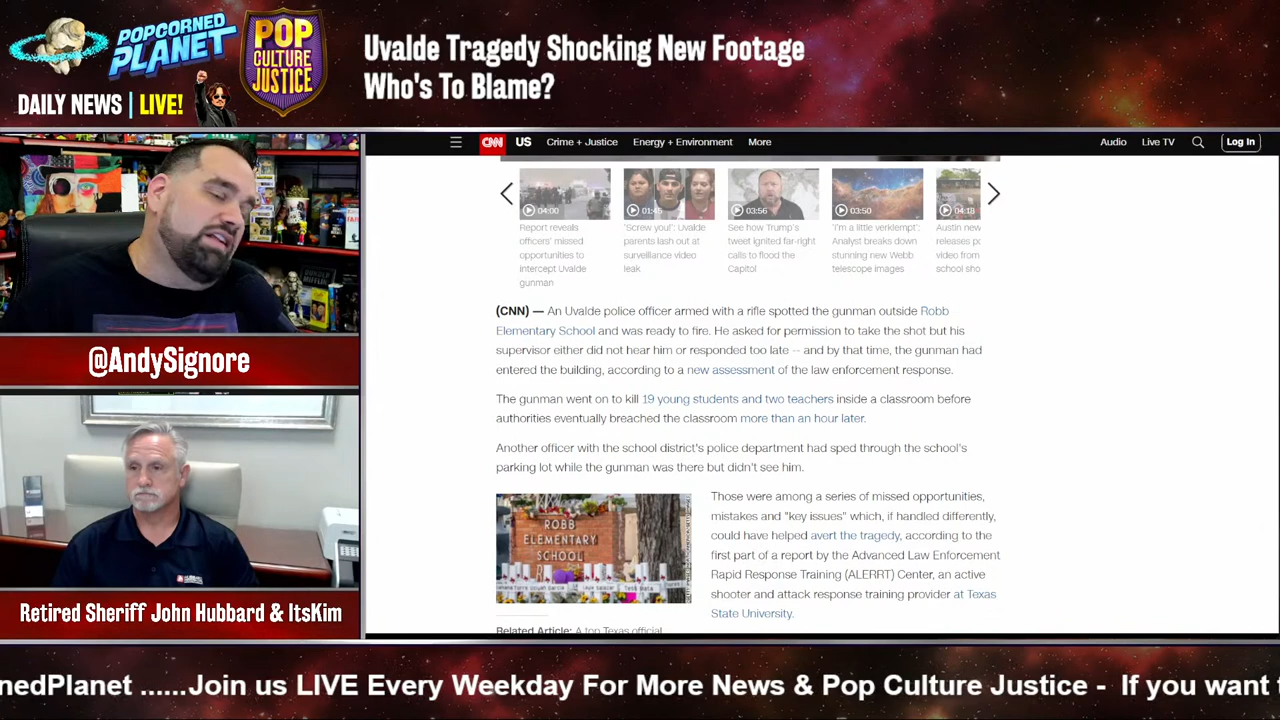 POPCORNED
PLANET
POP
CULTURE
JUSTICE
DAILY NEWS | LIVE!
Uvalde Tragedy Shocking New Footage
Who's To Blame?
CNN US Crime + Justice Energy + Environment More Audio Live TV Log In
04:00
Report reveals
officers' missed
opportunities to
intercept Uvalde
gunman
01:45
'Screw you!': Uvalde
parents lash out at
surveillance video
leak
03:56
See how Trump's
tweet ignited far-right
calls to flood the
Capitol
03:50
'I'm a little verklempt':
Analyst breaks down
stunning new Webb
telescope images
04:18
Austin new
releases po
video from
school sho
(CNN) — An Uvalde police officer armed with a rifle spotted the gunman outside Robb
Elementary School and was ready to fire. He asked for permission to take the shot but his
supervisor either did not hear him or responded too late -- and by that time, the gunman had
entered the building, according to a new assessment of the law enforcement response.
The gunman went on to kill 19 young students and two teachers inside a classroom before
authorities eventually breached the classroom more than an hour later.
Another officer with the school district's police department had sped through the school's
parking lot while the gunman was there but didn't see him.
ROBB
ELEMENTARY
SCHOOL
Those were among a series of missed opportunities,
mistakes and "key issues" which, if handled differently,
could have helped avert the tragedy, according to the
first part of a report by the Advanced Law Enforcement
Rapid Response Training (ALERRT) Center, an active
shooter and attack response training provider at Texas
State University.
Related Article: A top Texas official
@AndySignore
Retired Sheriff John Hubbard & ItsKim
nedPlanet ......Join us LIVE Every Weekday For More News & Pop Culture Justice - If you want t